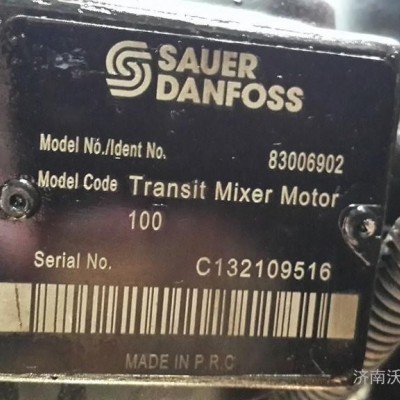 SAUER
DANFOSS
Model No./Ident No. 83006902
Model Code Transit Mixer Motor
100
Serial No. C132109516
MADE IN P.R.C
济南沃